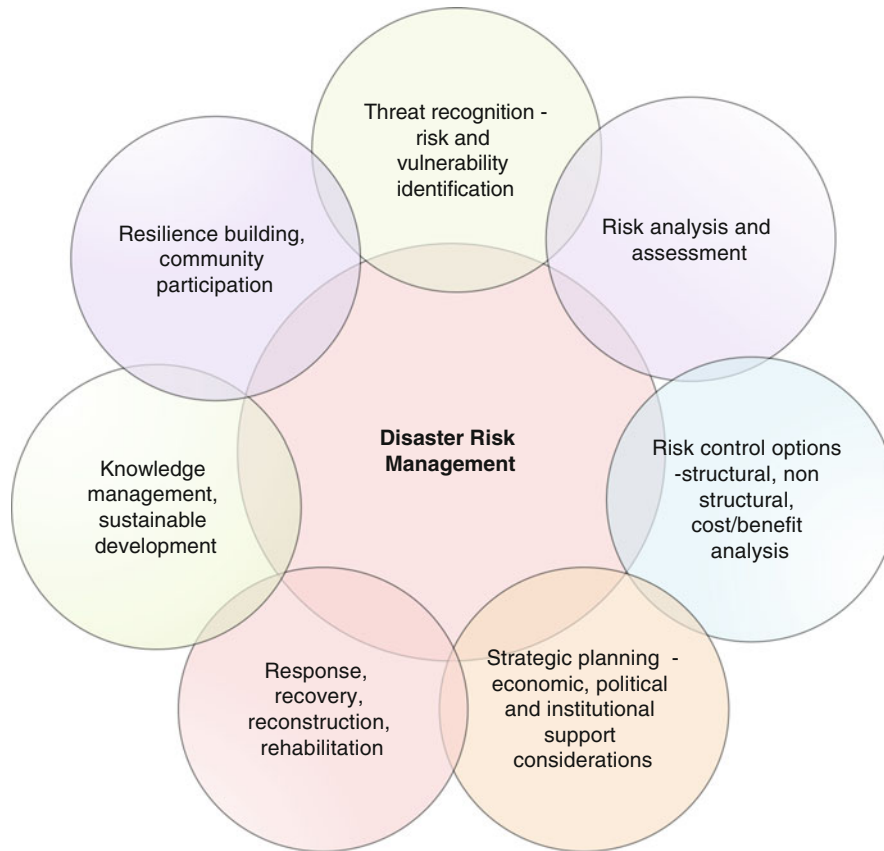 Threat recognition -
risk and
vulnerability
identification
Risk analysis and
assessment
Risk control options
-structural, non
structural,
cost/benefit
analysis
Strategic planning -
economic, political
and institutional
support
considerations
Response,
recovery,
reconstruction,
rehabilitation
Knowledge
management,
sustainable
development
Resilience building,
community
participation
Disaster Risk
Management